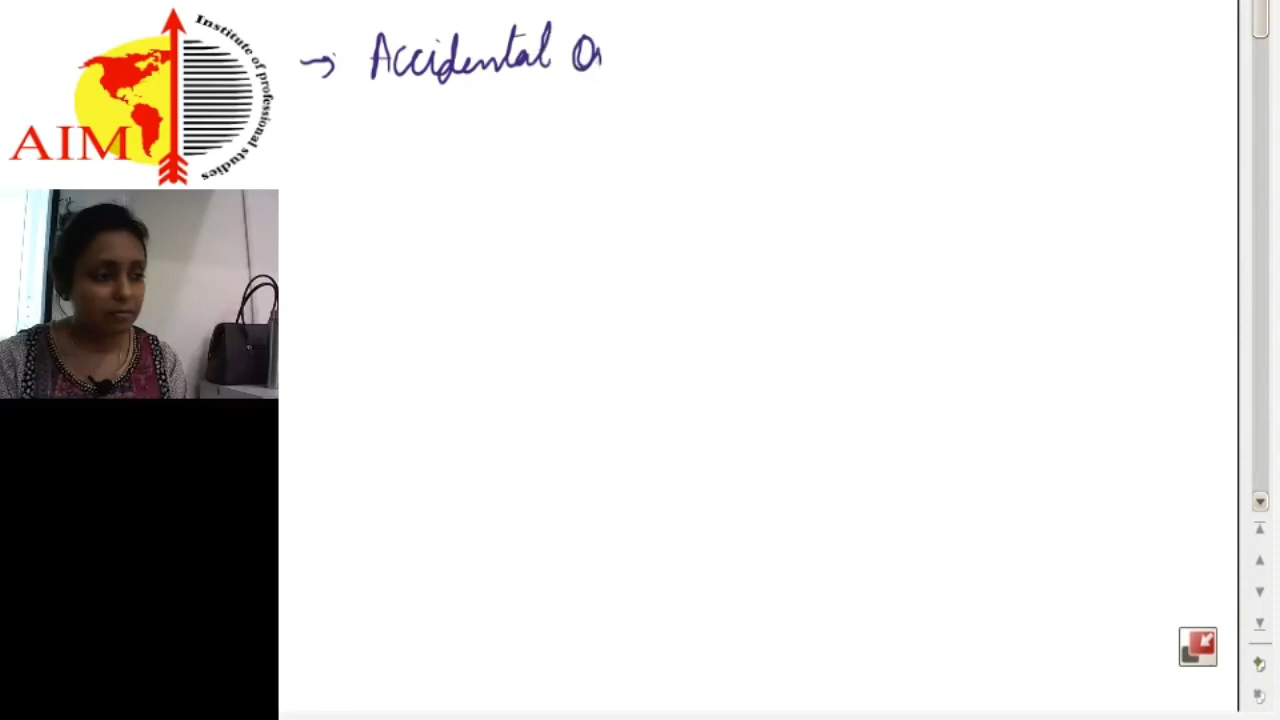 Institute of professional studies
AIM
→ Accidental O